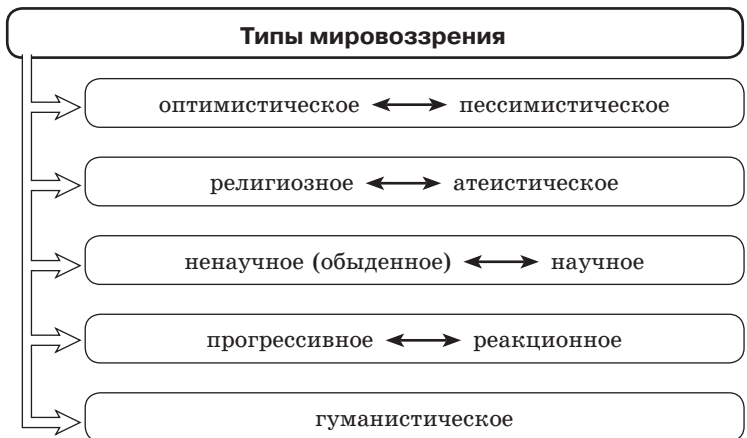 Типы мировоззрения
оптимистическое ⟷ пессимистическое
религиозное ⟷ атеистическое
ненаучное (обыденное) ⟷ научное
прогрессивное ⟷ реакционное
гуманистическое